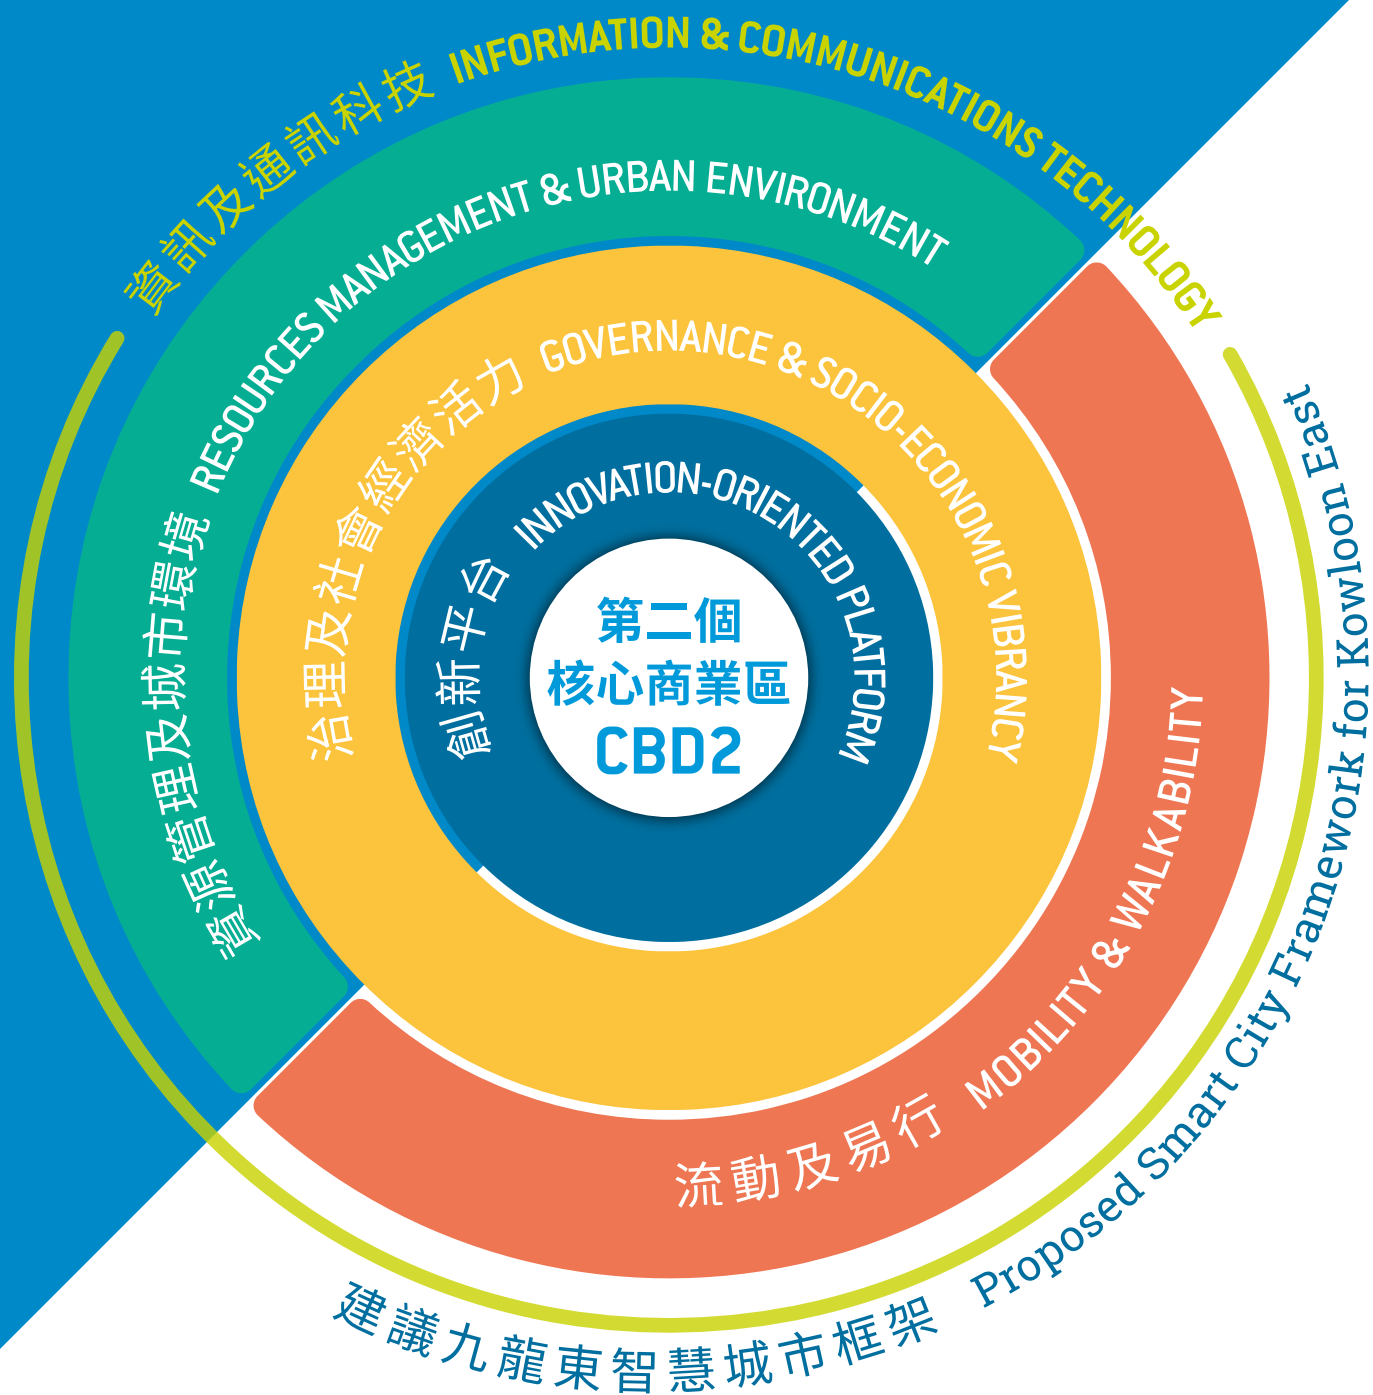 資訊及通訊科技 INFORMATION & COMMUNICATIONS TECHNOLOGY
資源管理及城市環境 RESOURCES MANAGEMENT & URBAN ENVIRONMENT
治理及社會經濟活力 GOVERNANCE & SOCIO-ECONOMIC VIBRANCY
創新平台 INNOVATION-ORIENTED PLATFORM
第二個
核心商業區
CBD2
流動及易行 MOBILITY & WALKABILITY
建議九龍東智慧城市框架 Proposed Smart City Framework for Kowloon East